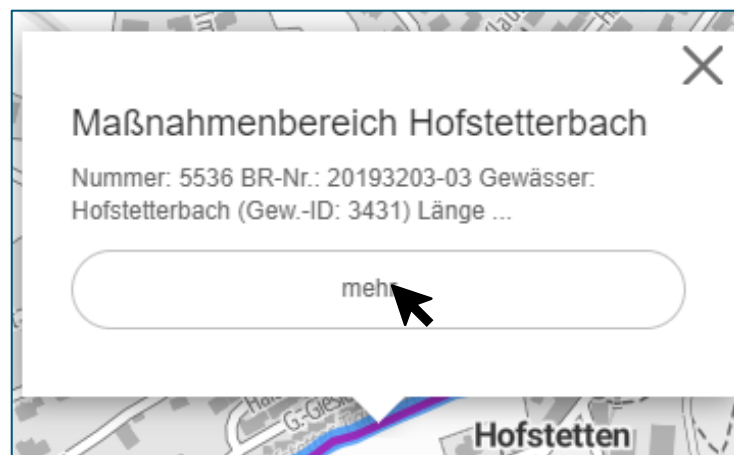 Maßnahmenbereich Hofstetterbach
Nummer: 5536 BR-Nr.: 20193203-03 Gewässer:
Hofstetterbach (Gew.-ID: 3431) Länge ...
mehr
Hofstetten